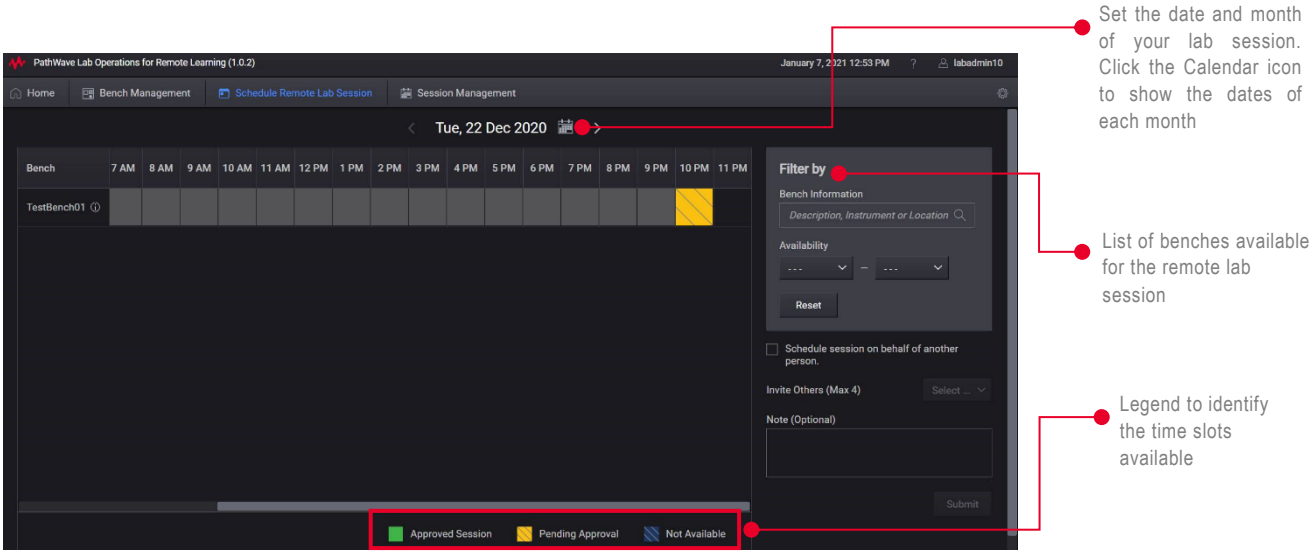 Set the date and month
of your lab session.
Click the Calendar icon
to show the dates of
each month
PathWave Lab Operations for Remote Learning (1.0.2)
January 7, 2021 12:53 PM ? labadmin10
Home Bench Management Schedule Remote Lab Session Session Management
< Tue, 22 Dec 2020 >
Bench 7 AM 8 AM 9 AM 10 AM 11 AM 12 PM 1 PM 2 PM 3 PM 4 PM 5 PM 6 PM 7 PM 8 PM 9 PM 10 PM 11 PM
TestBench01
Filter by
Bench Information
Description, Instrument or Location
Availability
--- – ---
Reset
List of benches available
for the remote lab
session
Schedule session on behalf of another
person.
Invite Others (Max 4) Select ...
Note (Optional)
Submit
Legend to identify
the time slots
available
Approved Session Pending Approval Not Available